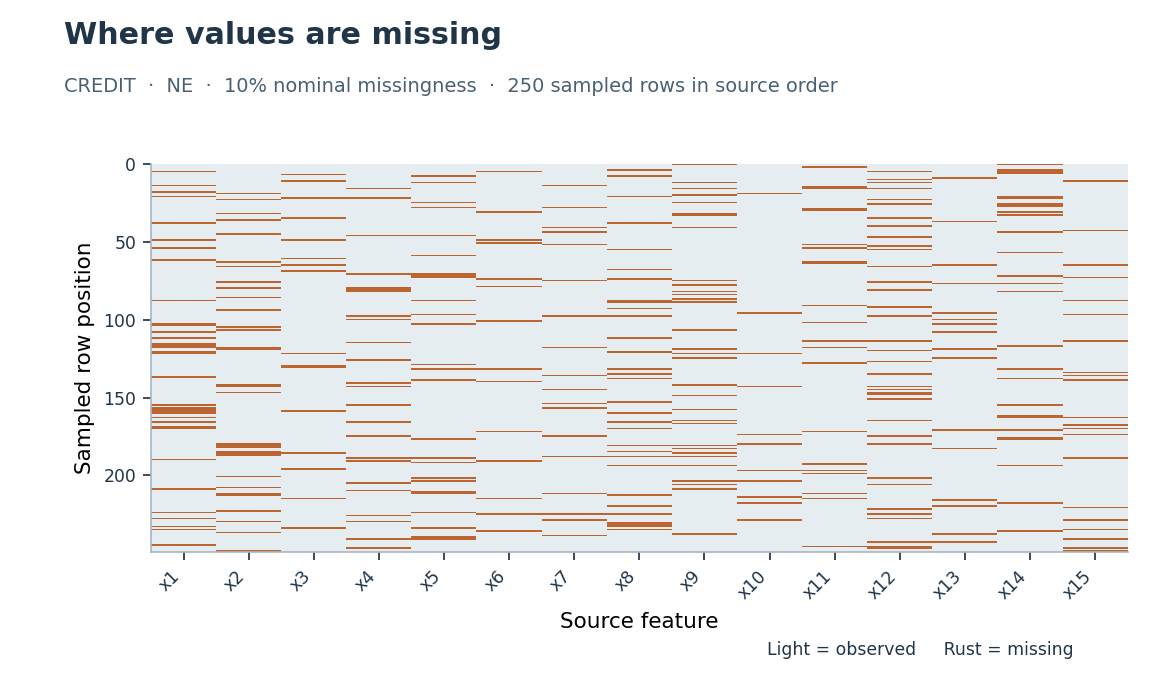 Where values are missing
CREDIT · NE · 10% nominal missingness · 250 sampled rows in source order
0
50
100
150
200
Sampled row position
x1 x2 x3 x4 x5 x6 x7 x8 x9 x10 x11 x12 x13 x14 x15
Source feature
Light = observed Rust = missing